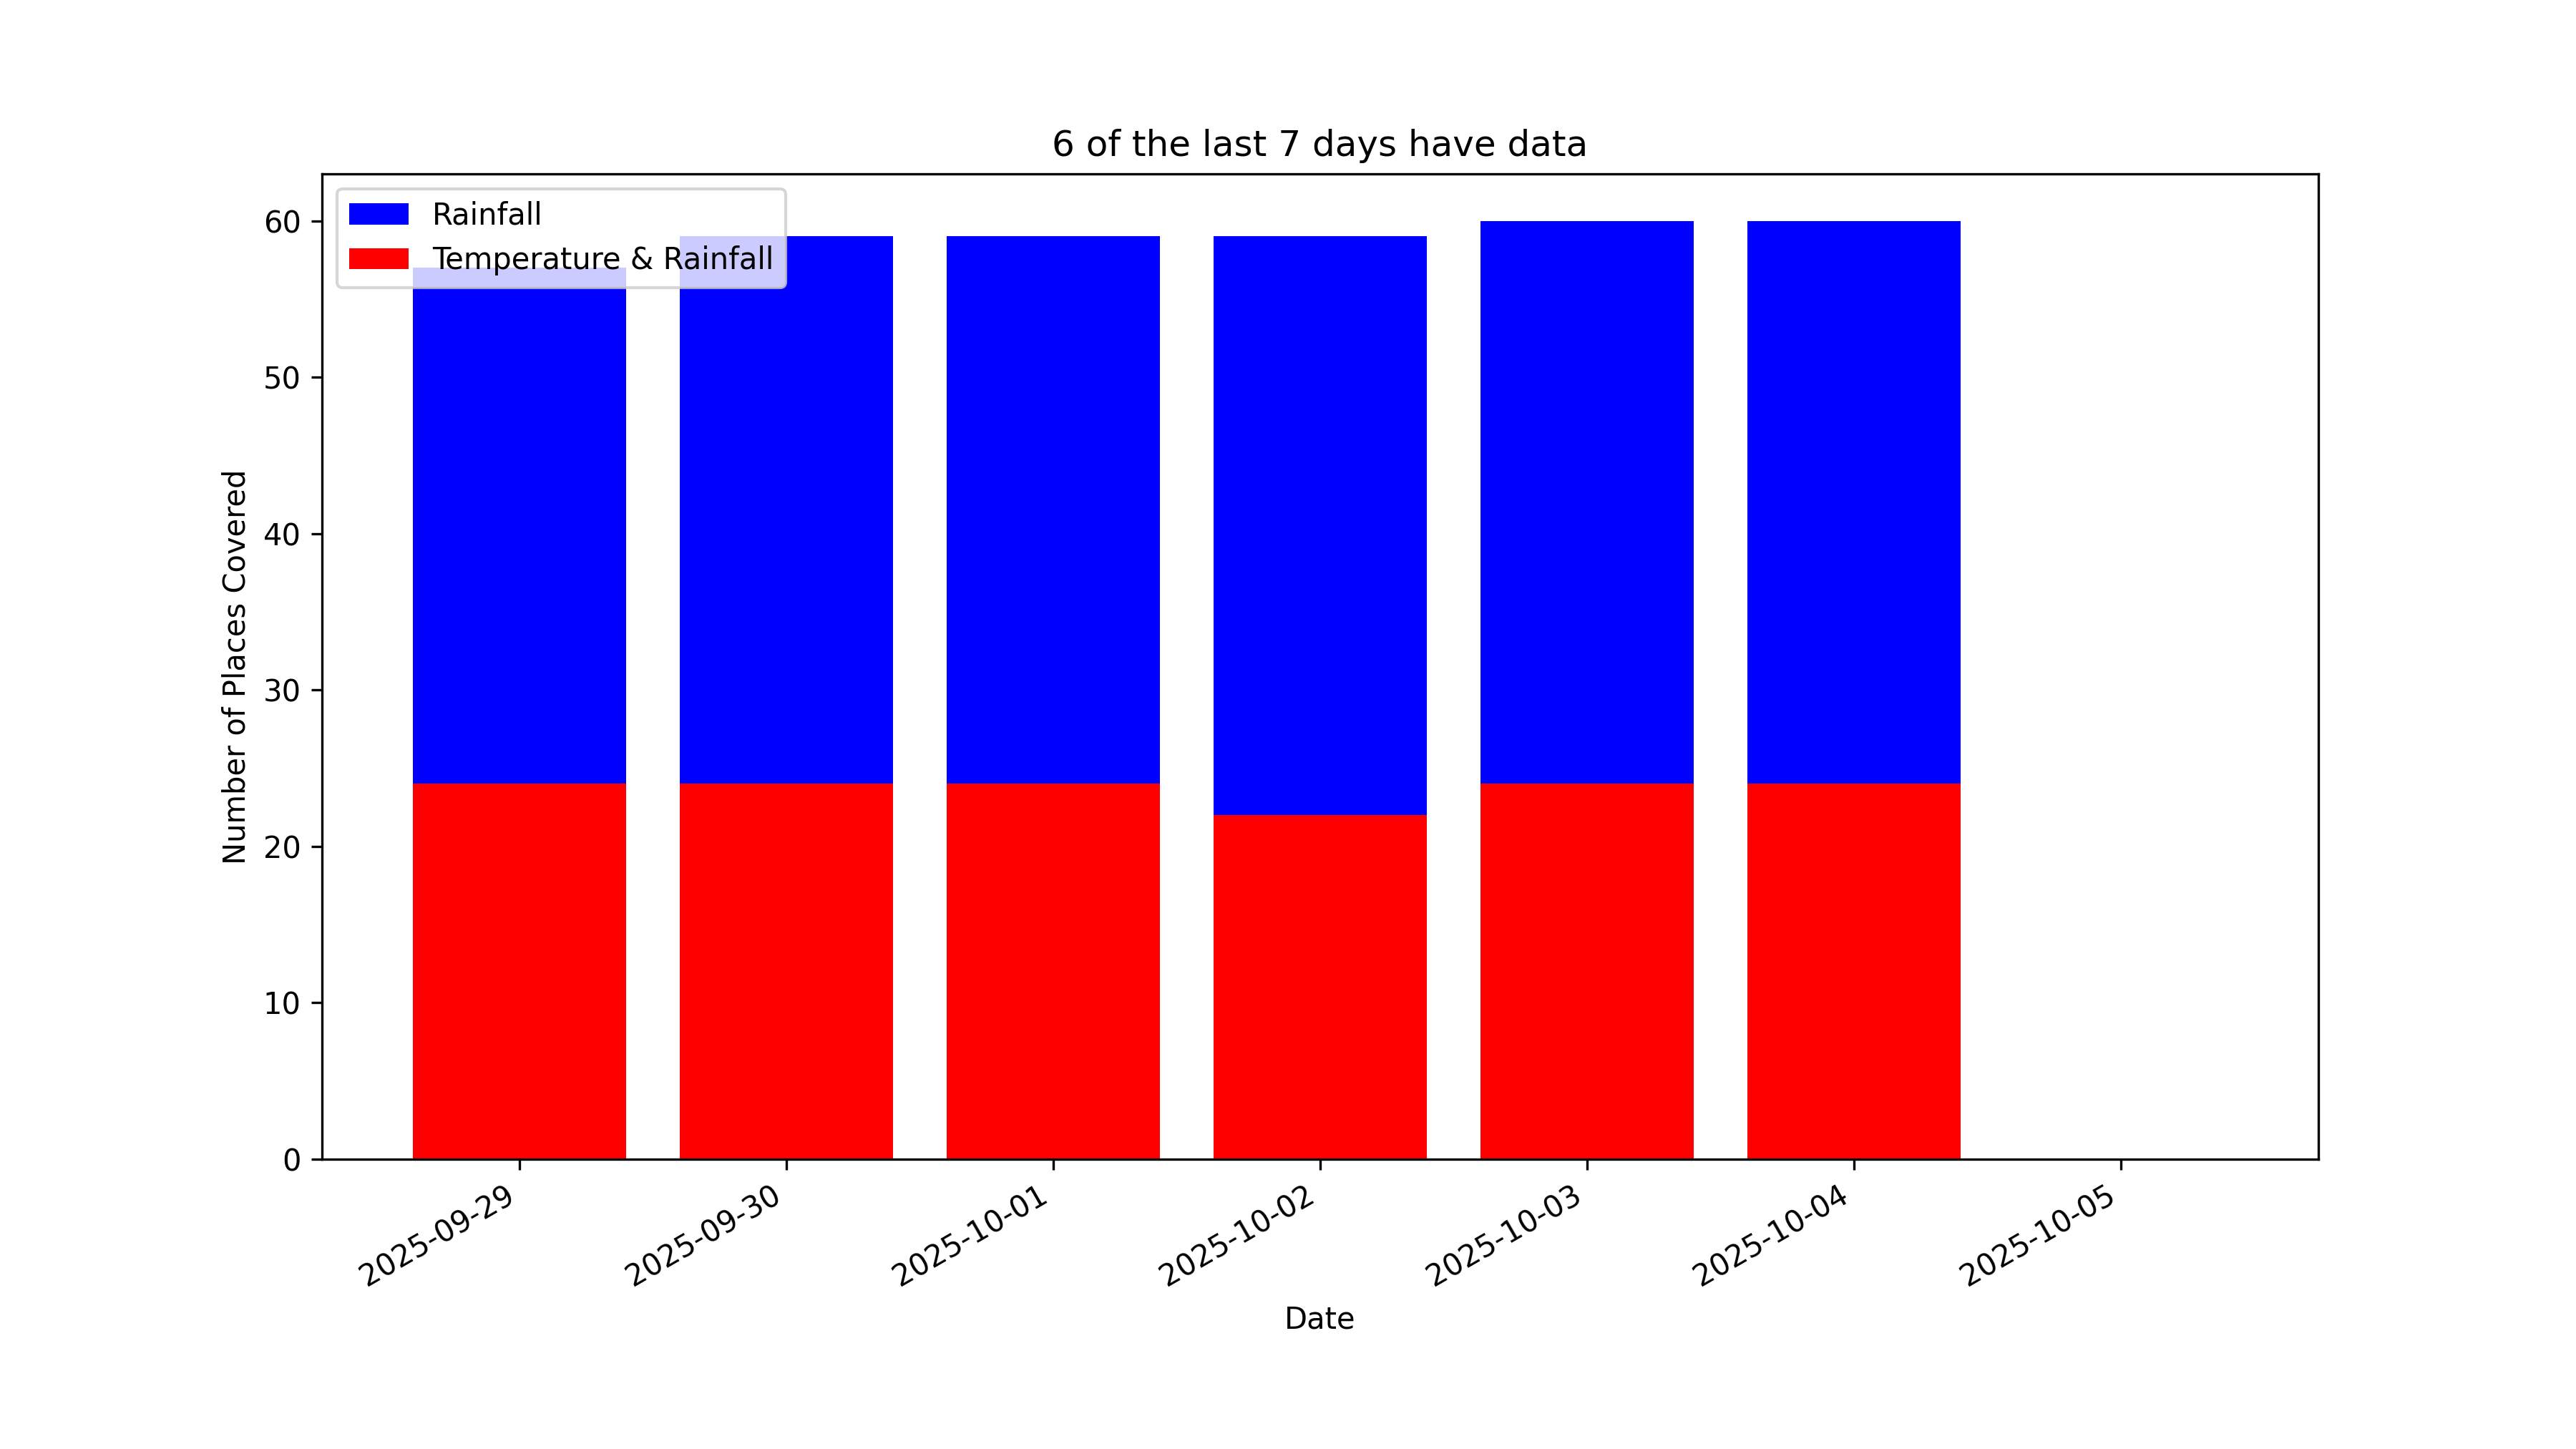 6 of the last 7 days have data
Rainfall
Temperature & Rainfall
60
50
40
30
20
10
0
Number of Places Covered
2025-09-29
2025-09-30
2025-10-01
2025-10-02
2025-10-03
2025-10-04
2025-10-05
Date